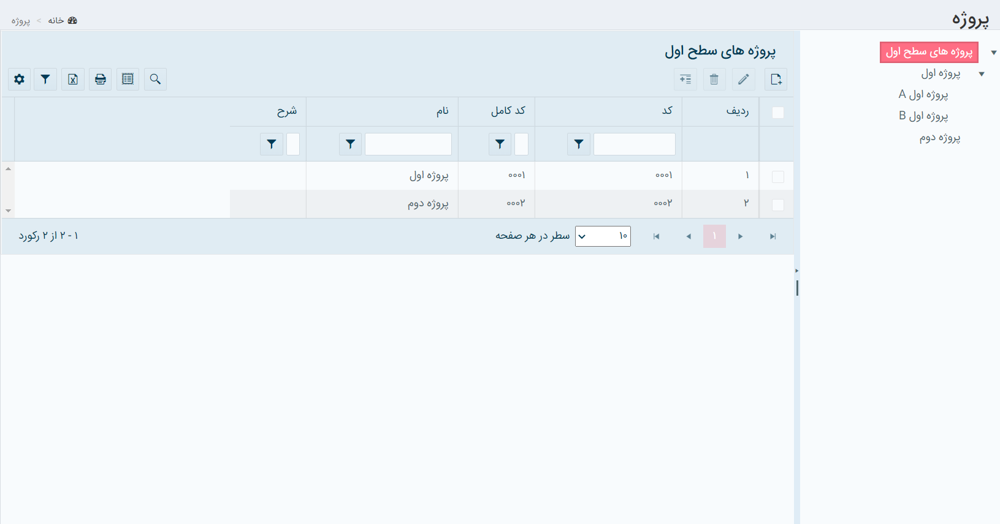 پروژه
خانه > پروژه
پروژه های سطح اول
پروژه اول
پروژه اول A
پروژه اول B
پروژه دوم
پروژه های سطح اول
ردیف کد کد کامل نام شرح
۱ ۰۰۰۱ ۰۰۰۱ پروژه اول
۲ ۰۰۰۲ ۰۰۰۲ پروژه دوم
۱ ۱۰ سطر در هر صفحه ۱ - ۲ از ۲ رکورد